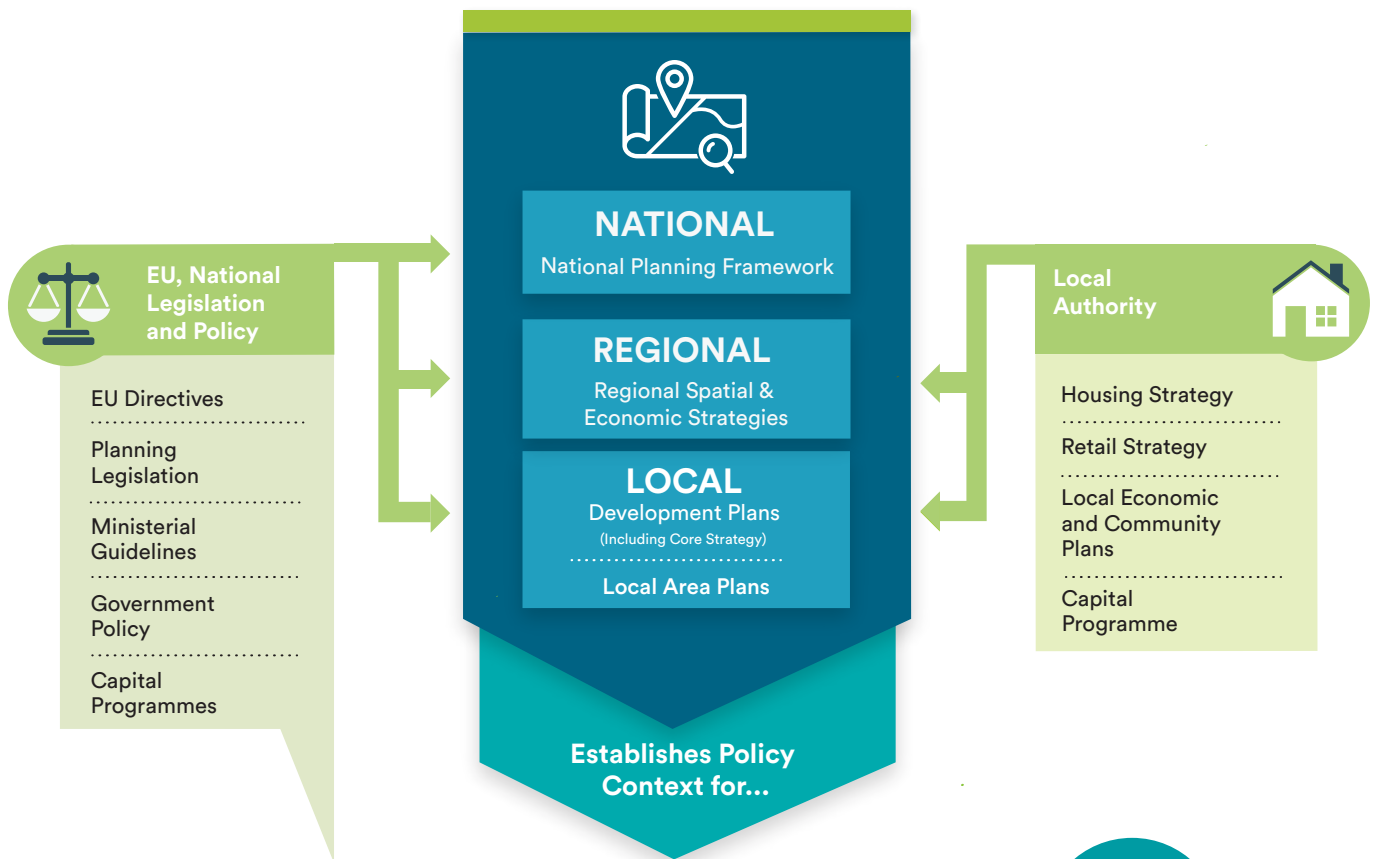 EU, National
Legislation
and Policy
EU Directives
Planning
Legislation
Ministerial
Guidelines
Government
Policy
Capital
Programmes
NATIONAL
National Planning Framework
REGIONAL
Regional Spatial &
Economic Strategies
LOCAL
Development Plans
(Including Core Strategy)
Local Area Plans
Establishes Policy
Context for...
Local
Authority
Housing Strategy
Retail Strategy
Local Economic
and Community
Plans
Capital
Programme